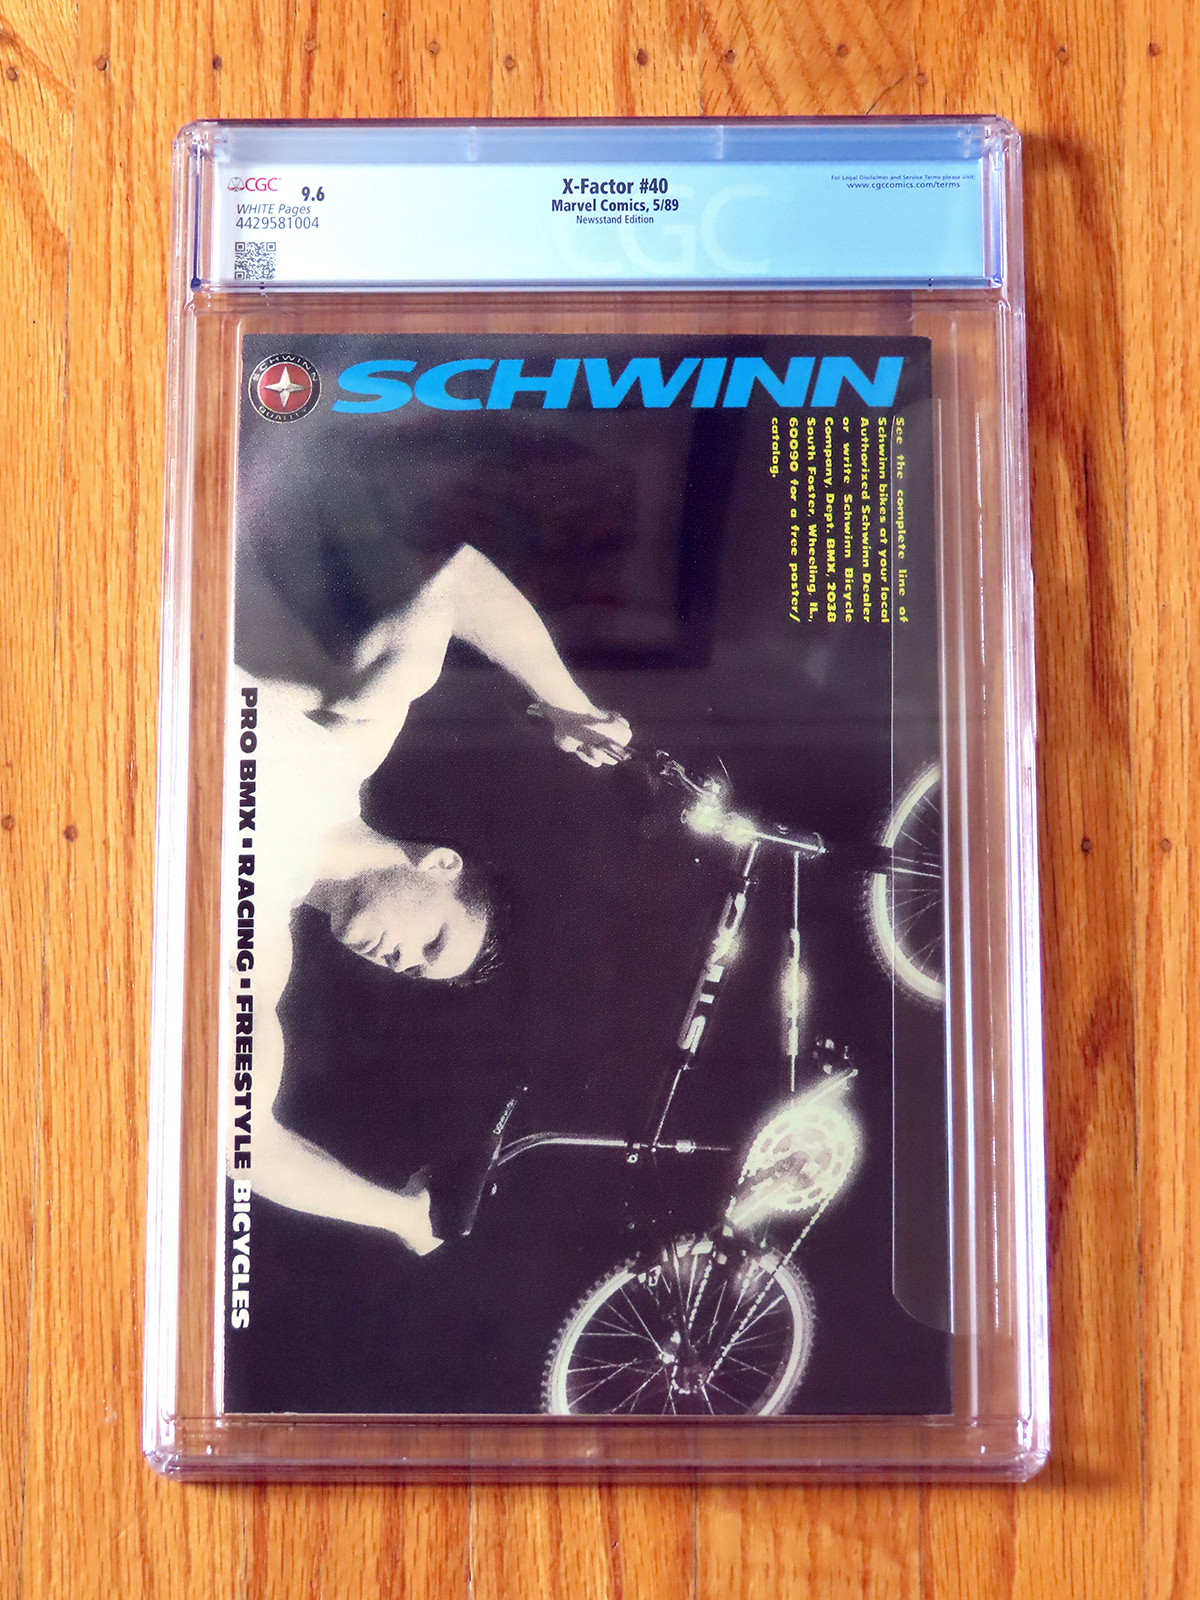 CGC
9.6
WHITE Pages
4429581004
X-Factor #40
Marvel Comics, 5/89
Newsstand Edition
For Legal Disclaimer and Service Terms please visit:
www.cgccomics.com/terms
CGC
SCHWINN
QUALITY
SCHWINN
See the complete line of
Schwinn bikes at your local
Authorized Schwinn Dealer
or write Schwinn Bicycle
Company, Dept. BMX, 2038
South Foster, Wheeling, IL,
60090 for a free poster/
catalog.
PRO BMX ▪ RACING ▪ FREESTYLE BICYCLES